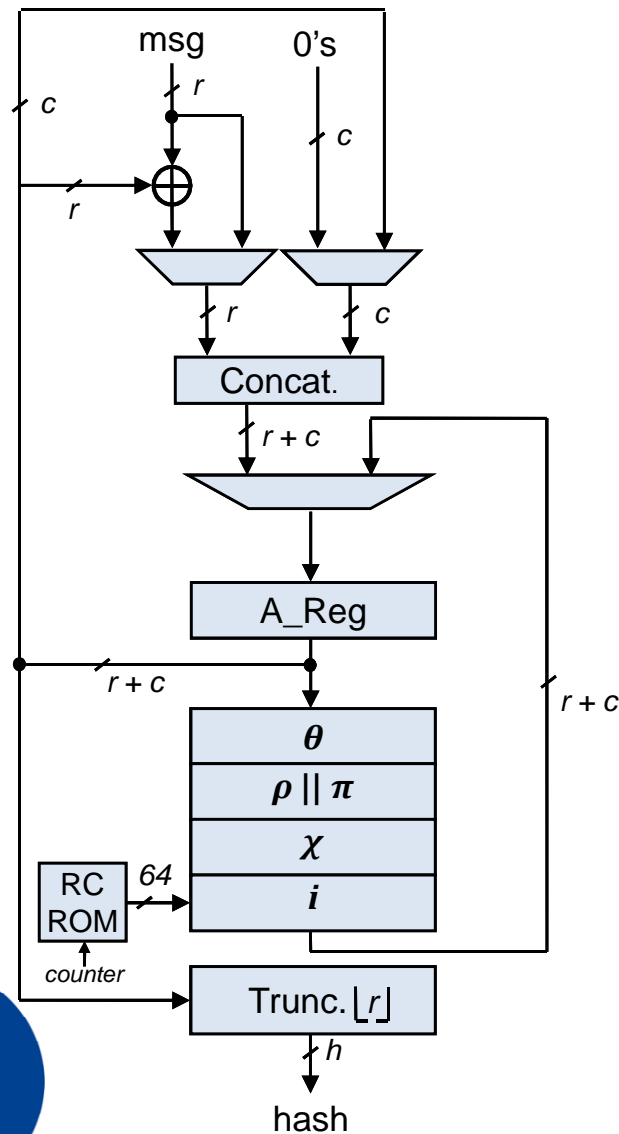 msg
0's
r
c
c
r
r
c
Concat.
r + c
A_Reg
r + c
r + c
θ
ρ || π
χ
64
RC
ROM
i
counter
Trunc. ⌊r⌋
h
hash